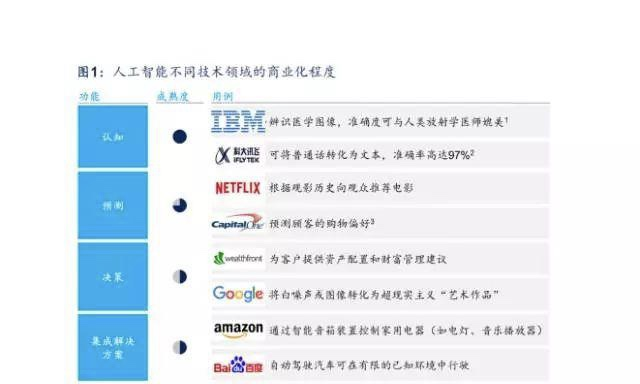 图1：人工智能不同技术领域的商业化程度
功能 成熟度 用例
认知
IBM 辨识医学图像，准确度可与人类放射学医师媲美1
科大讯飞 iFLYTEK 可将普通话转化为文本，准确率高达97%2
预测
NETFLIX 根据观影历史向观众推荐电影
CapitalOne 预测顾客的购物偏好3
决策
wealthfront 为客户提供资产配置和财富管理建议
Google 将白噪声或图像转化为超现实主义“艺术作品”
集成解决
方案
amazon 通过智能音箱装置控制家用电器（如电灯、音乐播放器）
Bai百度 自动驾驶汽车可在有限的已知环境中行驶